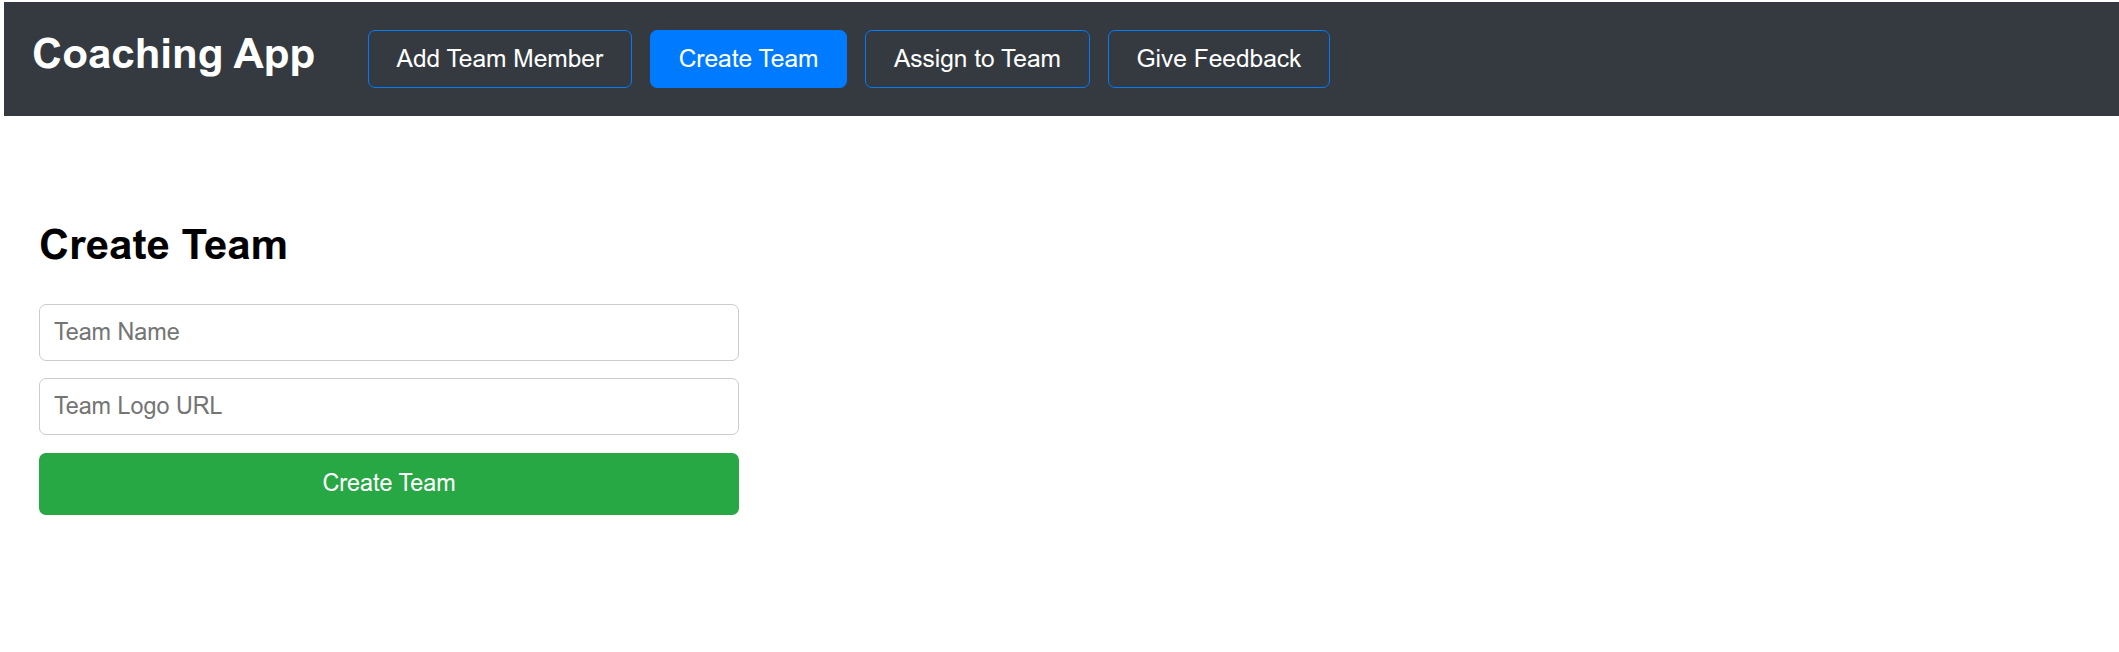 Coaching App Add Team Member Create Team Assign to Team Give Feedback
Create Team
Team Name
Team Logo URL
Create Team